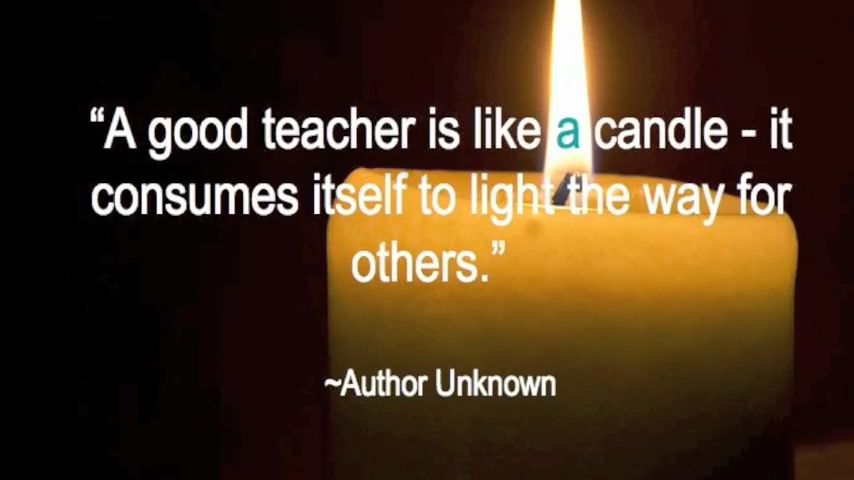 “A good teacher is like a candle - it
consumes itself to light the way for
others.”
~Author Unknown